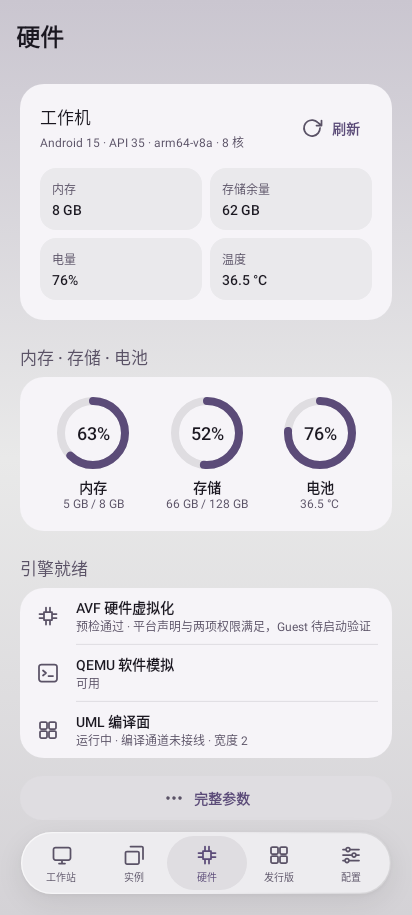 硬件
工作机
Android 15 · API 35 · arm64-v8a · 8 核
刷新
内存
8 GB
存储余量
62 GB
电量
76%
温度
36.5 °C
内存 · 存储 · 电池
63%
52%
76%
内存
存储
电池
5 GB / 8 GB
66 GB / 128 GB
36.5 °C
引擎就绪
AVF 硬件虚拟化
预检通过 · 平台声明与两项权限满足，Guest 待启动验证
QEMU 软件模拟
可用
UML 编译面
运行中 · 编译通道未接线 · 宽度 2
完整参数
工作站
实例
硬件
发行版
配置